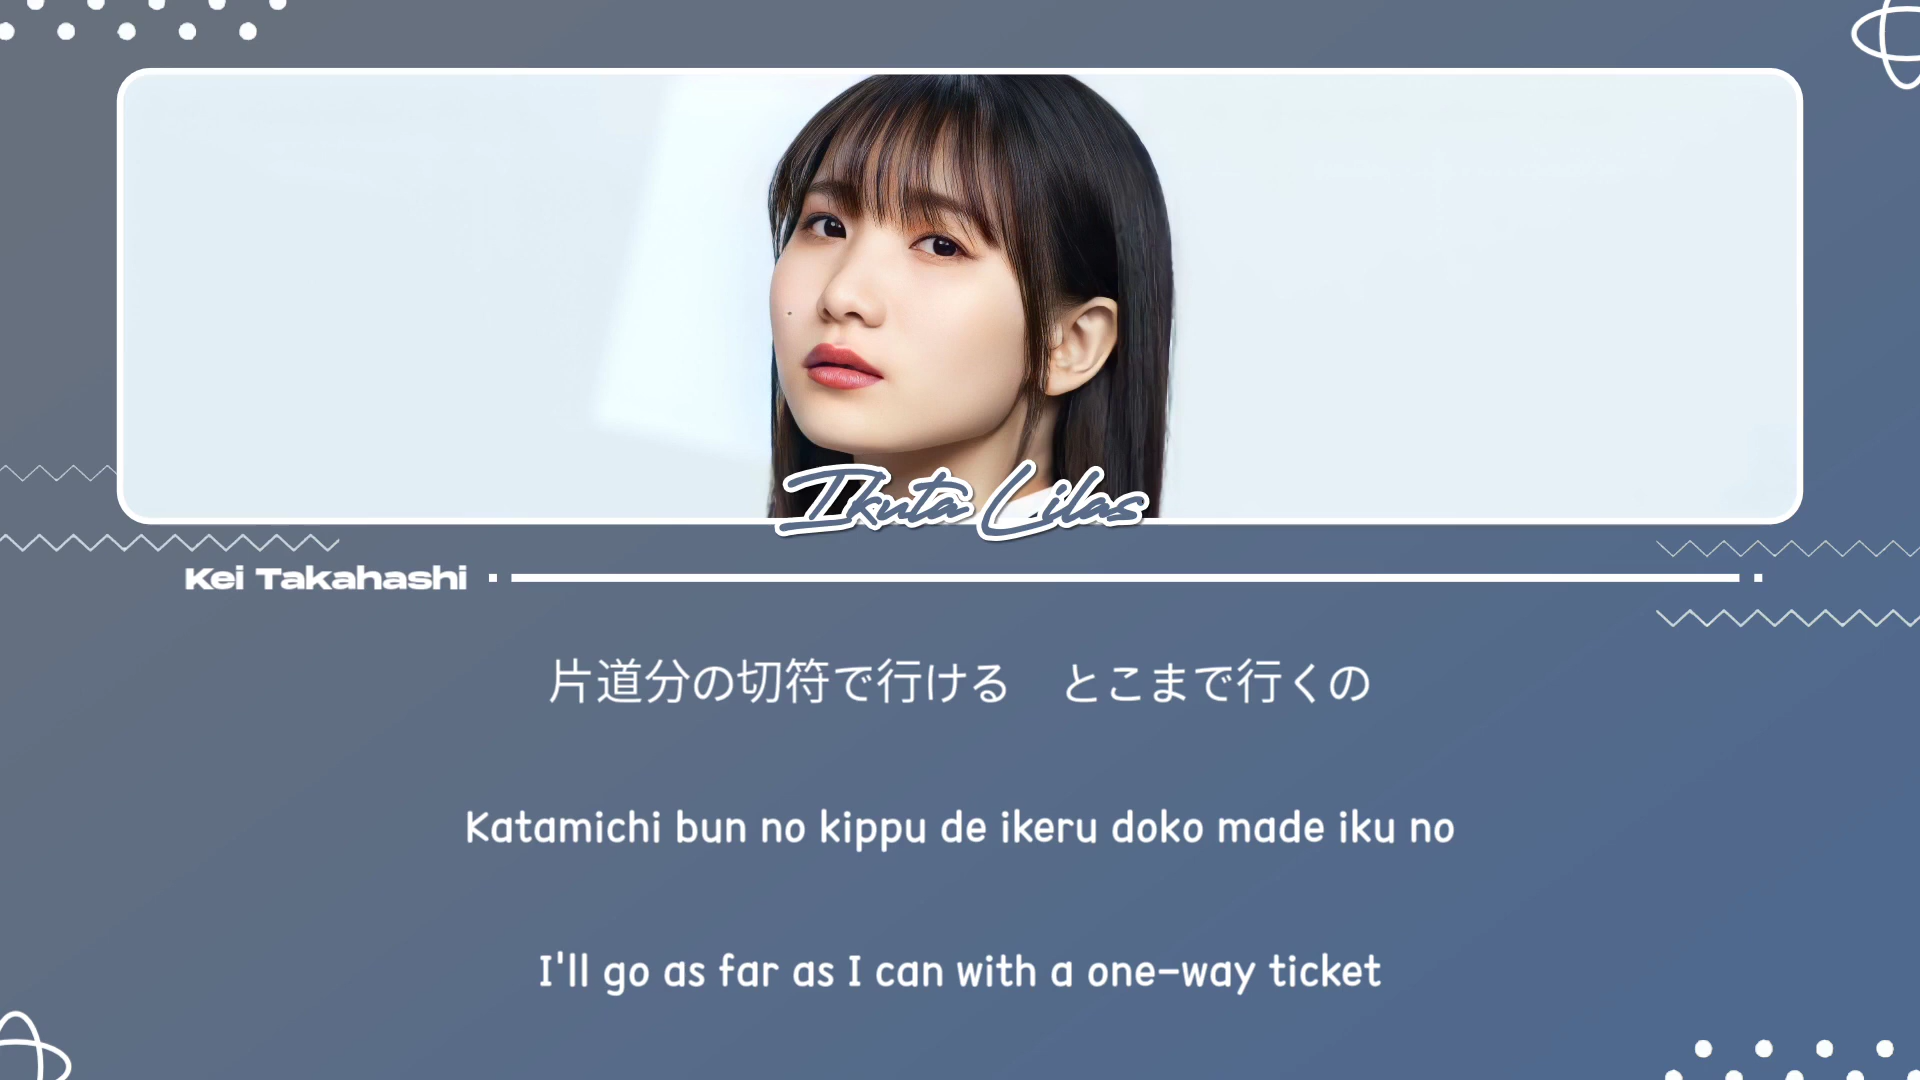 Ikuta Lilas
Kei Takahashi
片道分の切符で行ける　とこまで行くの
Katamichi bun no kippu de ikeru doko made iku no
I'll go as far as I can with a one-way ticket